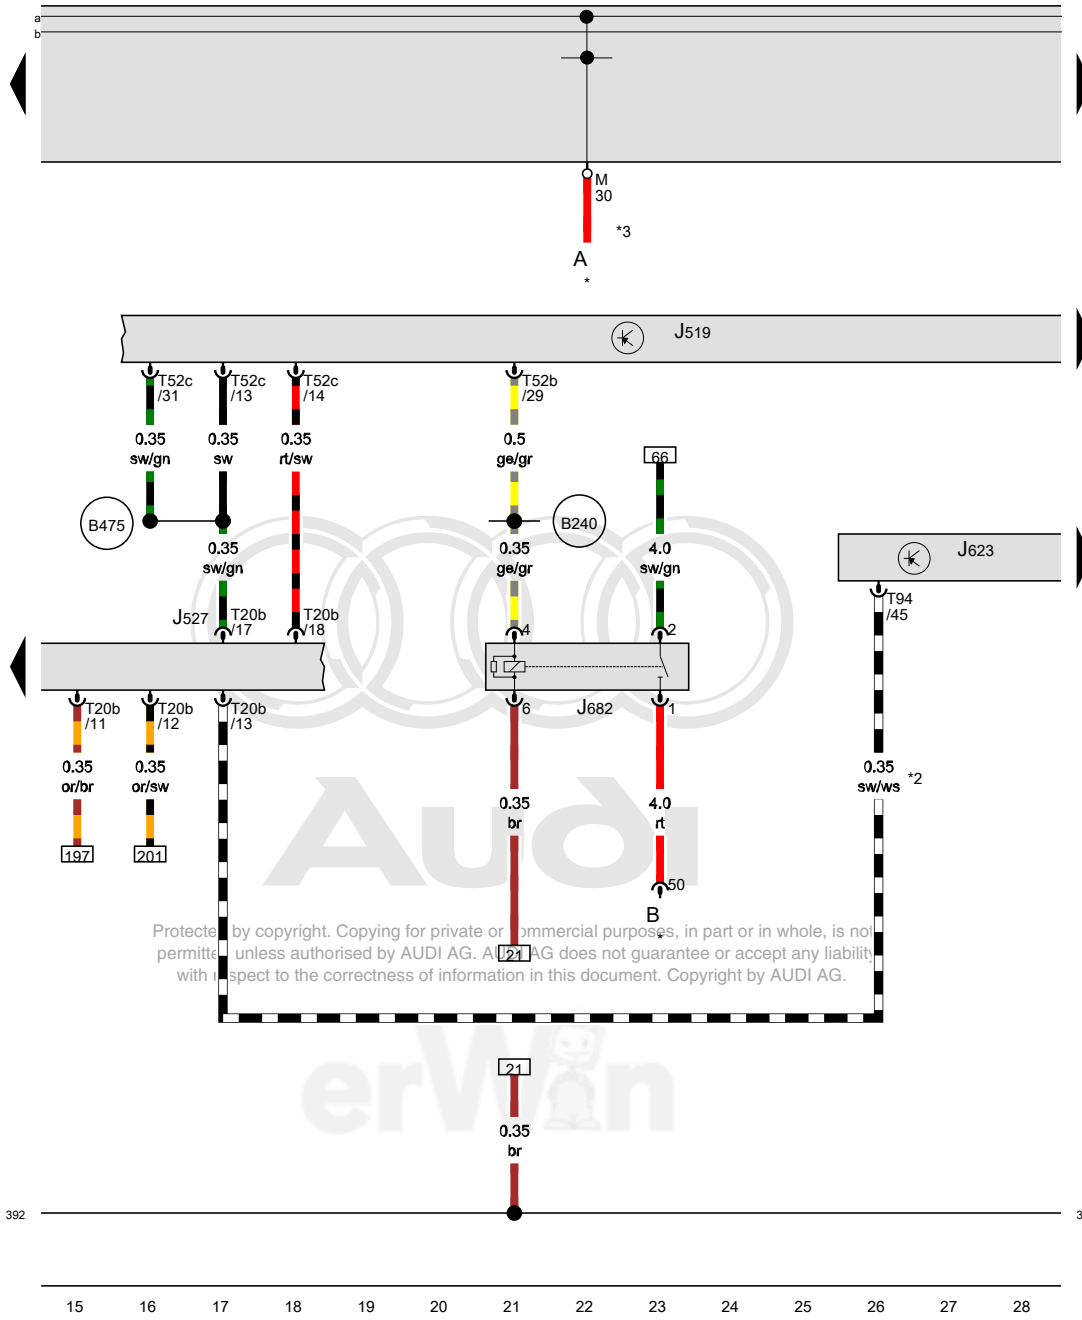 a
b
M
30
*3
A
*
J519
T52c
/31
T52c
/13
T52c
/14
T52b
/29
0.35
sw/gn
0.35
sw
0.35
rt/sw
0.5
ge/gr
66
B475
B240
0.35
sw/gn
0.35
ge/gr
4.0
sw/gn
J623
T94
/45
J527
T20b
/17
T20b
/18
4
2
T20b
/11
T20b
/12
T20b
/13
6
J682
1
0.35
or/br
0.35
or/sw
0.35
sw/ws
*2
0.35
br
4.0
rt
197
201
50
B
*
Audi
Protected by copyright. Copying for private or commercial purposes, in part or in whole, is not
permitted unless authorised by AUDI AG. AUDI AG does not guarantee or accept any liability
with respect to the correctness of information in this document. Copyright by AUDI AG.
21
erWin
21
0.35
br
392
3
15 16 17 18 19 20 21 22 23 24 25 26 27 28